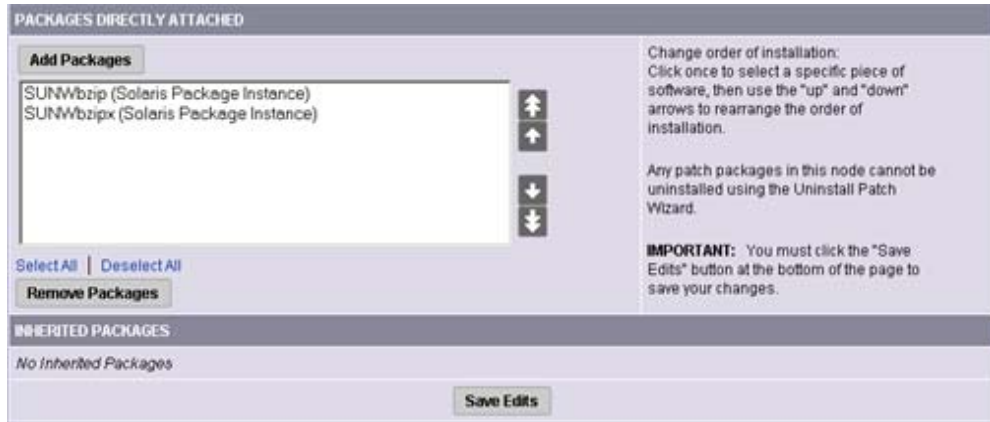 PACKAGES DIRECTLY ATTACHED
Add Packages
SUNWbzip (Solaris Package Instance)
SUNWbzipx (Solaris Package Instance)
Select All | Deselect All
Remove Packages
Change order of installation:
Click once to select a specific piece of
software, then use the "up" and "down"
arrows to rearrange the order of
installation.
Any patch packages in this node cannot be
uninstalled using the Uninstall Patch
Wizard.
IMPORTANT: You must click the "Save
Edits" button at the bottom of the page to
save your changes.
INHERITED PACKAGES
No Inherited Packages
Save Edits